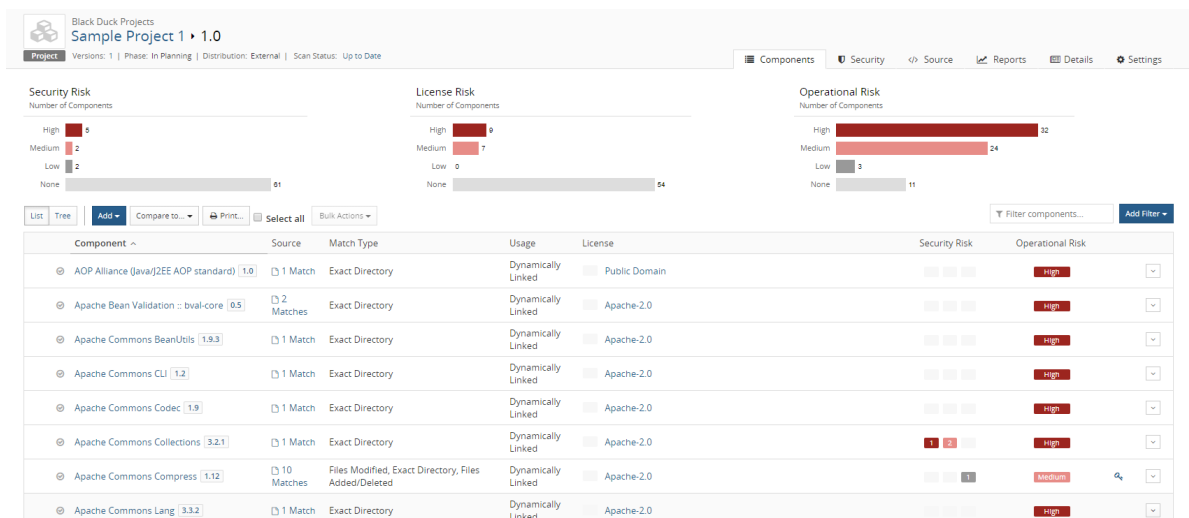 Black Duck Projects
Sample Project 1 ▸ 1.0
Project Versions: 1 | Phase: In Planning | Distribution: External | Scan Status: Up to Date
Components Security </> Source Reports Details Settings
Security Risk
Number of Components
High 5
Medium 2
Low 2
None 61
License Risk
Number of Components
High 9
Medium 7
Low 0
None 54
Operational Risk
Number of Components
High 32
Medium 24
Low 3
None 11
List Tree Add Compare to... Print... Select all Bulk Actions Filter components... Add Filter
Component Source Match Type Usage License Security Risk Operational Risk
AOP Alliance (Java/J2EE AOP standard) 1.0 1 Match Exact Directory Dynamically Linked Public Domain High
Apache Bean Validation :: bval-core 0.5 2 Matches Exact Directory Dynamically Linked Apache-2.0 High
Apache Commons BeanUtils 1.9.3 1 Match Exact Directory Dynamically Linked Apache-2.0 High
Apache Commons CLI 1.2 1 Match Exact Directory Dynamically Linked Apache-2.0 High
Apache Commons Codec 1.9 1 Match Exact Directory Dynamically Linked Apache-2.0 High
Apache Commons Collections 3.2.1 1 Match Exact Directory Dynamically Linked Apache-2.0 1 2 High
Apache Commons Compress 1.12 10 Matches Files Modified, Exact Directory, Files Added/Deleted Dynamically Linked Apache-2.0 1 Medium
Apache Commons Lang 3.3.2 1 Match Exact Directory Dynamically Linked Apache-2.0 High